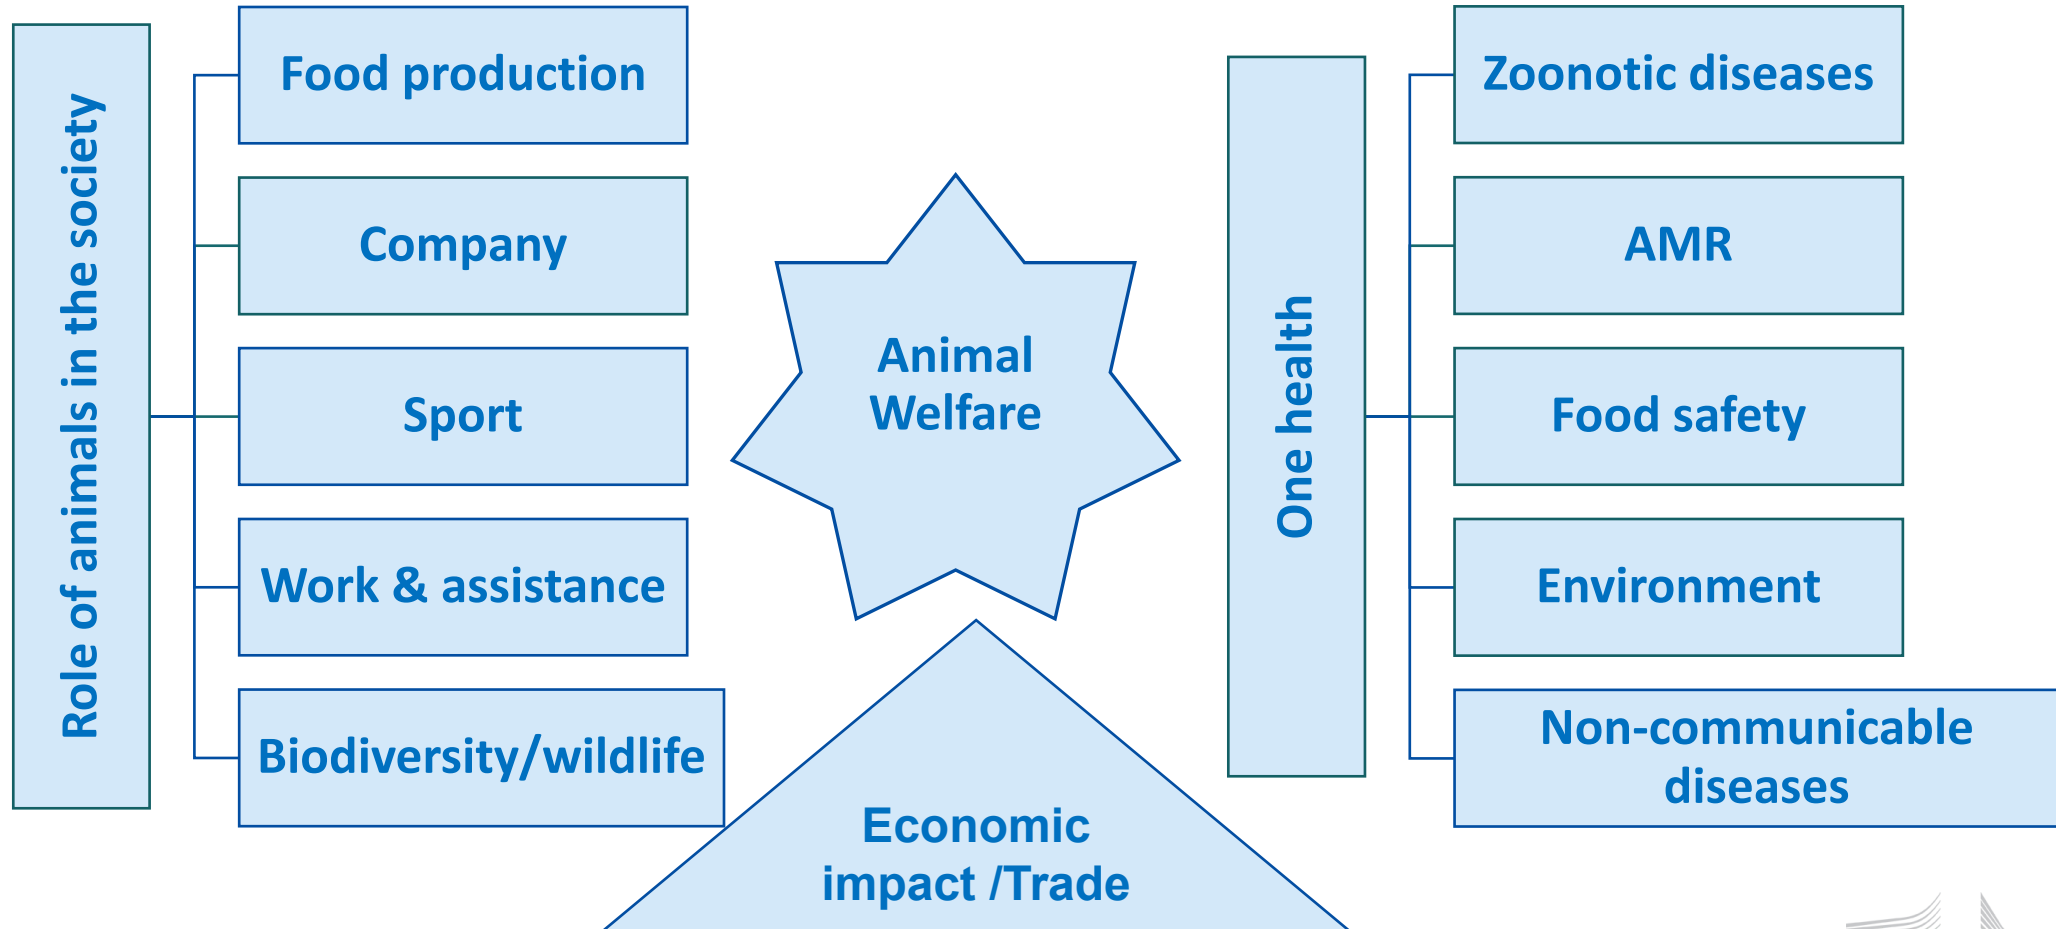 Role of animals in the society
Food production
Company
Sport
Work & assistance
Biodiversity/wildlife
Animal
Welfare
Economic
impact /Trade
One health
Zoonotic diseases
AMR
Food safety
Environment
Non-communicable
diseases